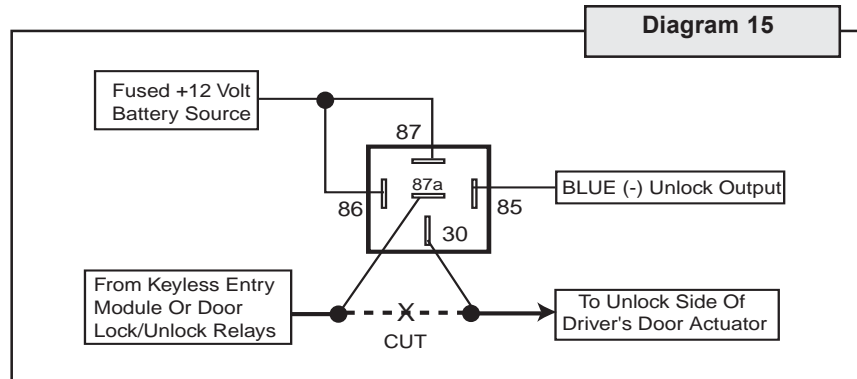 Diagram 15
Fused +12 Volt
Battery Source
87
87a
86
85
BLUE (-) Unlock Output
30
From Keyless Entry
Module Or Door
Lock/Unlock Relays
X
CUT
To Unlock Side Of
Driver's Door Actuator